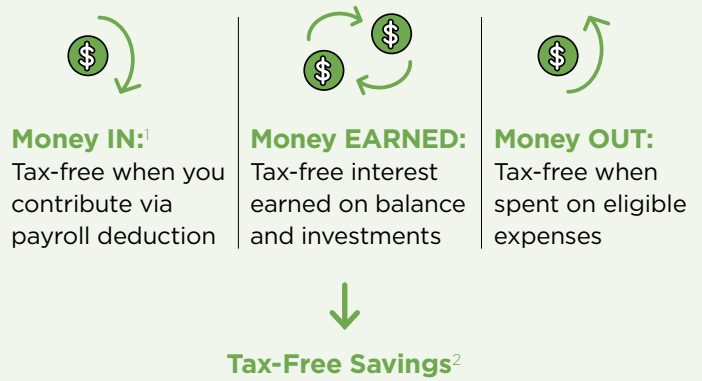 Money IN:¹
Tax-free when you
contribute via
payroll deduction
Money EARNED:
Tax-free interest
earned on balance
and investments
Money OUT:
Tax-free when
spent on eligible
expenses
Tax-Free Savings²